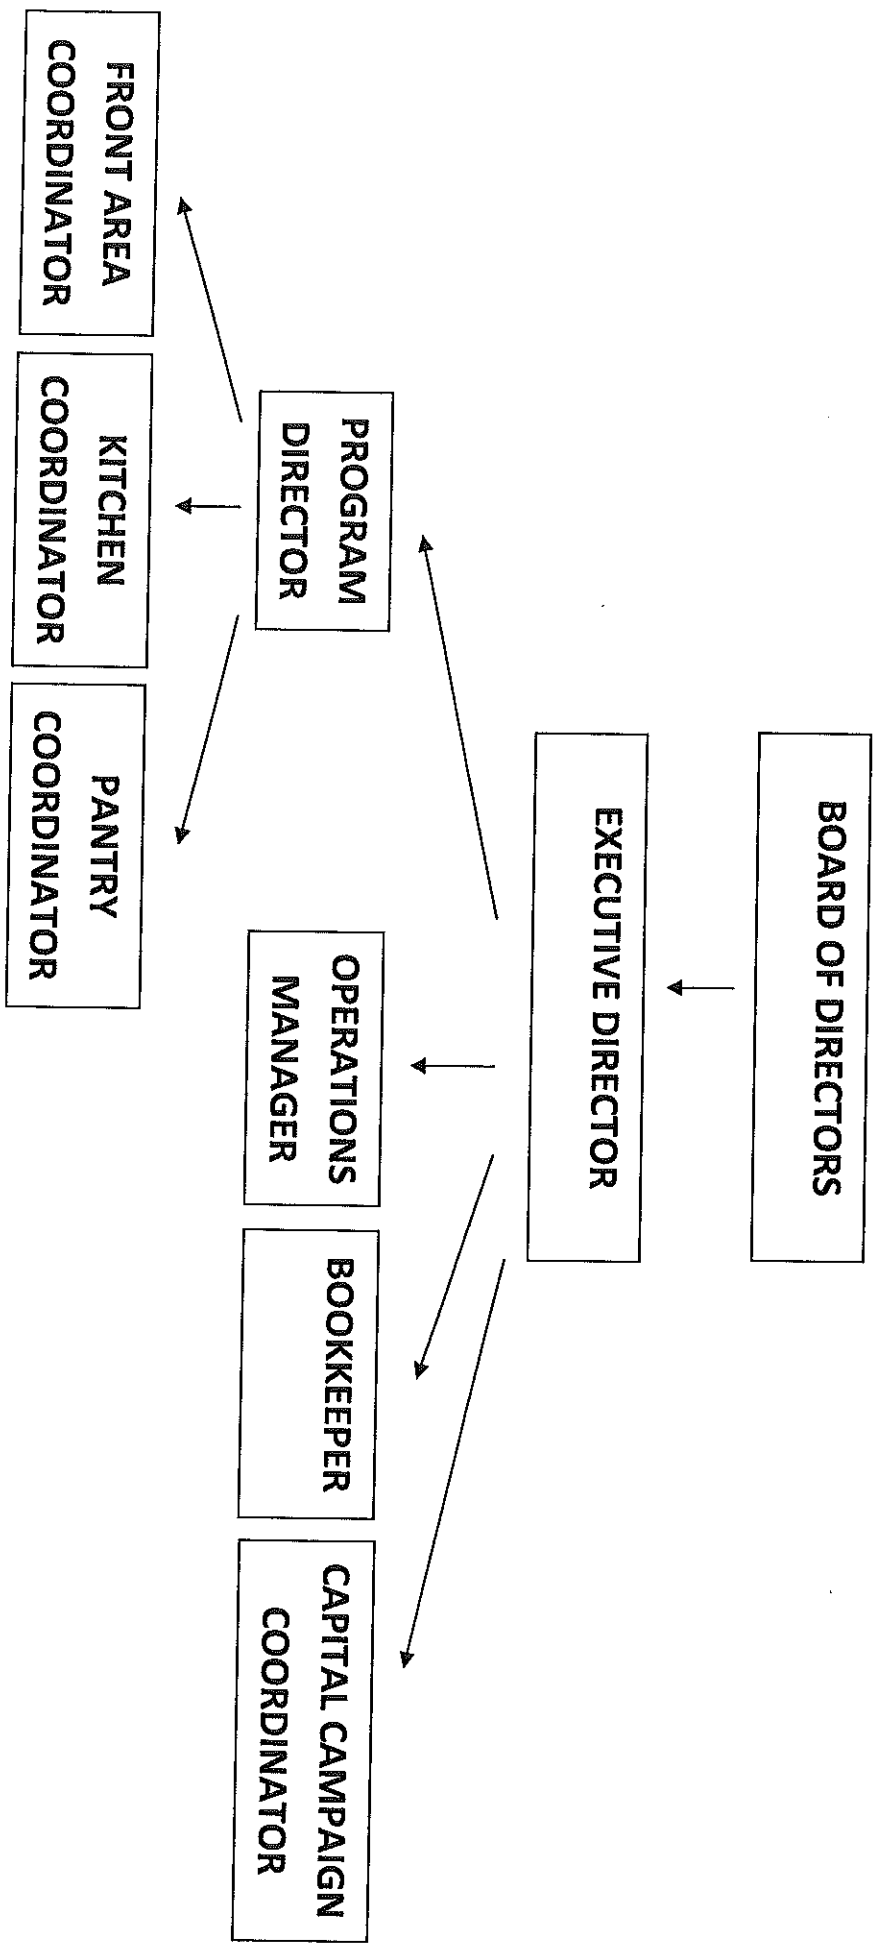 BOARD OF DIRECTORS
EXECUTIVE DIRECTOR
PROGRAM
DIRECTOR
OPERATIONS
MANAGER
BOOKKEEPER
CAPITAL CAMPAIGN
COORDINATOR
FRONT AREA
COORDINATOR
KITCHEN
COORDINATOR
PANTRY
COORDINATOR